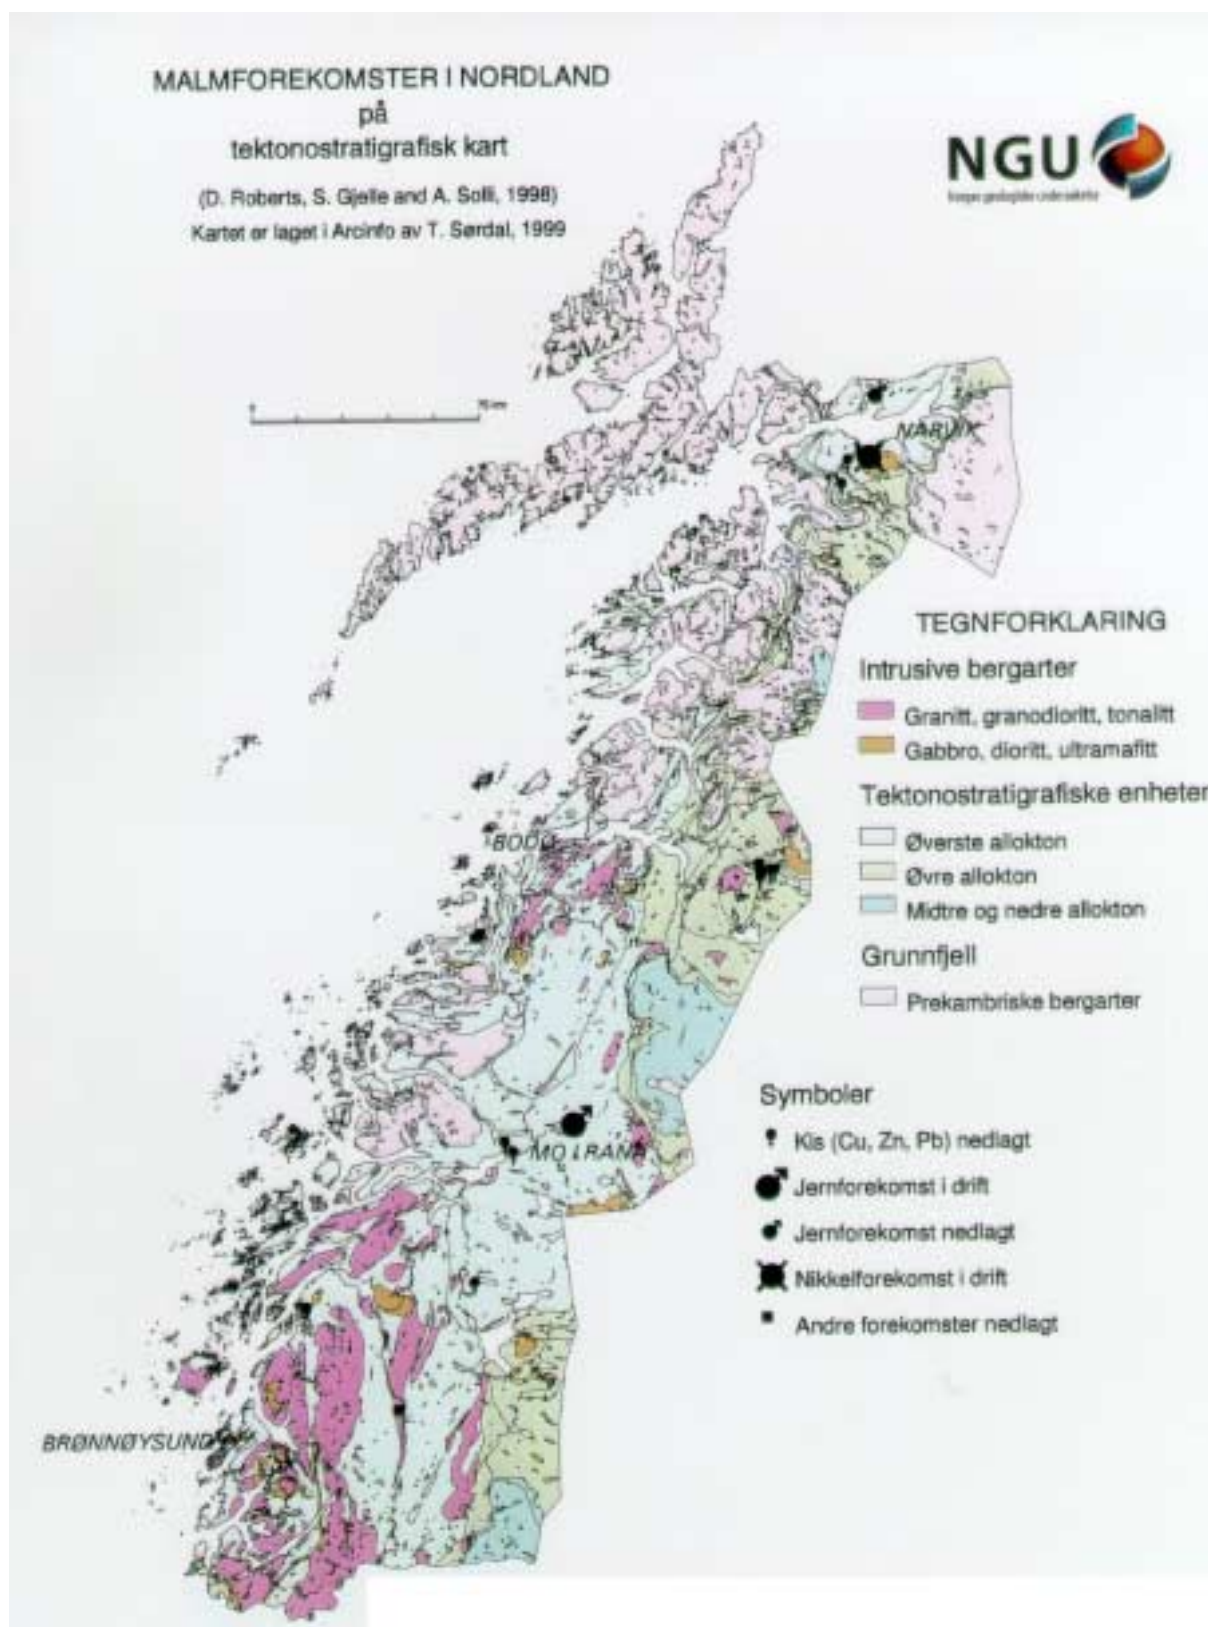 MALMFOREKOMSTER I NORDLAND
på
tektonostratigrafisk kart
(D. Roberts, S. Gjelle and A. Solli, 1998)
Kartet er laget i Arcinfo av T. Sørdal, 1999
NGU
0
NARVIK
BODØ
MO I RANA
BRØNNØYSUND
TEGNFORKLARING
Intrusive bergarter
Granitt, granodioritt, tonalitt
Gabbro, dioritt, ultramafitt
Tektonostratigrafiske enheter
Øverste allokton
Øvre allokton
Midtre og nedre allokton
Grunnfjell
Prekambriske bergarter
Symboler
Kis (Cu, Zn, Pb) nedlagt
Jernforekomst i drift
Jernforekomst nedlagt
Nikkelforekomst i drift
Andre forekomster nedlagt